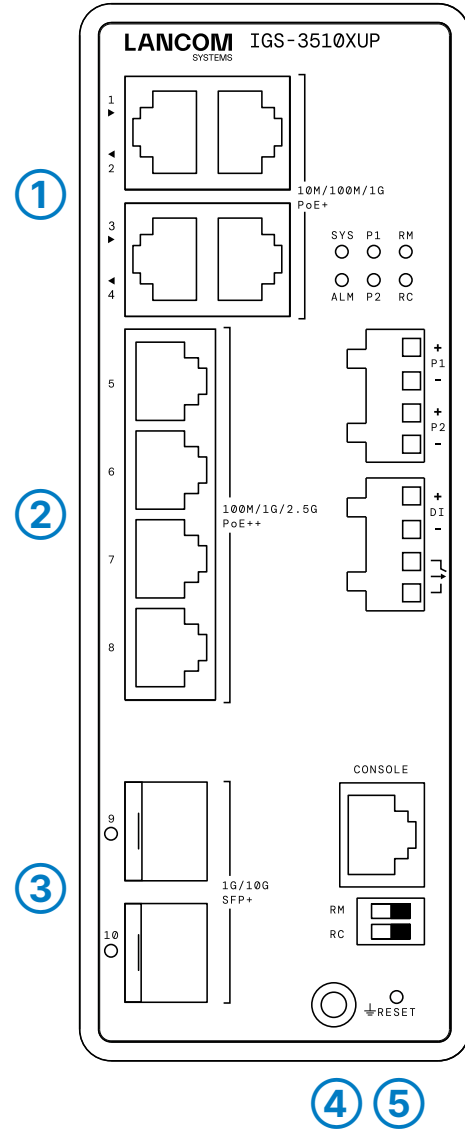 LANCOM IGS-3510XUP
SYSTEMS
1
2
10M/100M/1G
PoE+
3
4
1
SYS P1 RM
ALM P2 RC
+
P1
-
+
P2
-
5
6
7
8
100M/1G/2.5G
PoE++
2
+
DI
-
CONSOLE
9
10
1G/10G
SFP+
3
RM
RC
RESET
4 5